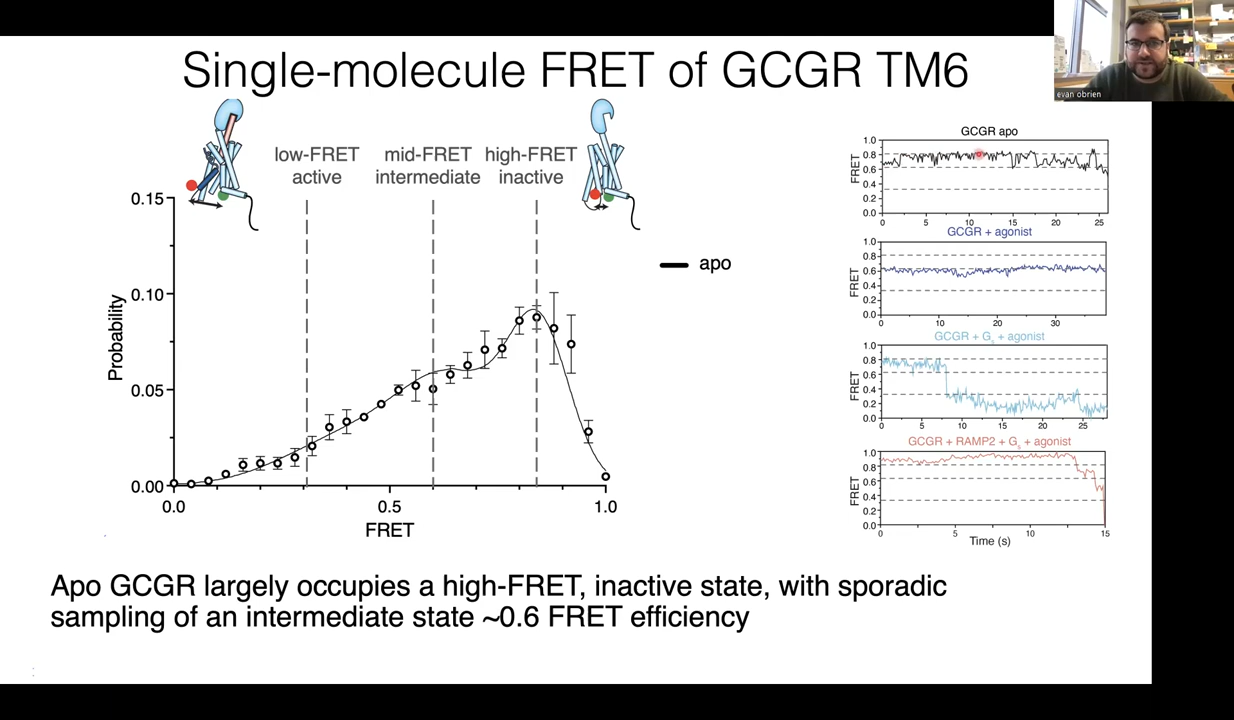 Single-molecule FRET of GCGR TM6
evan obrien
low-FRET
active
mid-FRET
intermediate
high-FRET
inactive
0.15
0.10
0.05
0.00
Probability
0.0
0.5
1.0
FRET
apo
GCGR apo
1.0
0.8
0.6
0.4
0.2
0.0
FRET
0
5
10
15
20
25
GCGR + agonist
1.0
0.8
0.6
0.4
0.2
0.0
FRET
0
10
20
30
GCGR + Gs + agonist
1.0
0.8
0.6
0.4
0.2
0.0
FRET
0
5
10
15
20
25
GCGR + RAMP2 + Gs + agonist
1.0
0.8
0.6
0.4
0.2
0.0
FRET
0
5
10
15
Time (s)
Apo GCGR largely occupies a high-FRET, inactive state, with sporadic
sampling of an intermediate state ~0.6 FRET efficiency